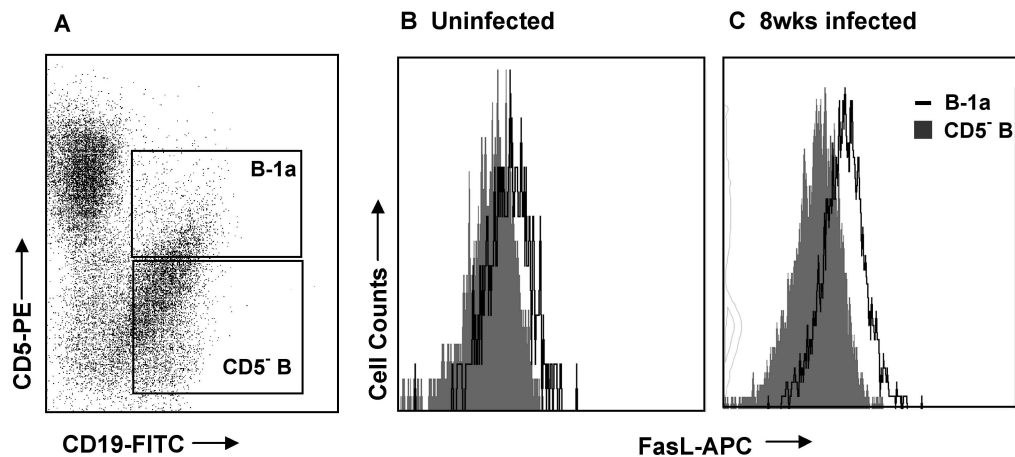 A
B Uninfected
C 8wks infected
B-1a
CD5⁻ B
CD5-PE
CD19-FITC
Cell Counts
B-1a
CD5⁻ B
FasL-APC